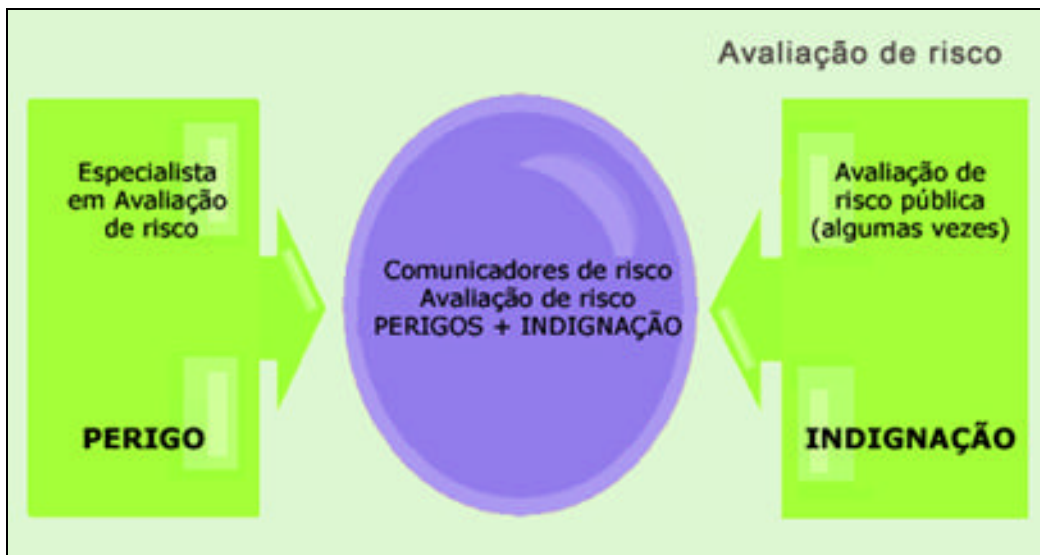 Avaliação de risco
Especialista
em Avaliação
de risco
PERIGO
Comunicadores de risco
Avaliação de risco
PERIGOS + INDIGNAÇÃO
Avaliação de
risco pública
(algumas vezes)
INDIGNAÇÃO